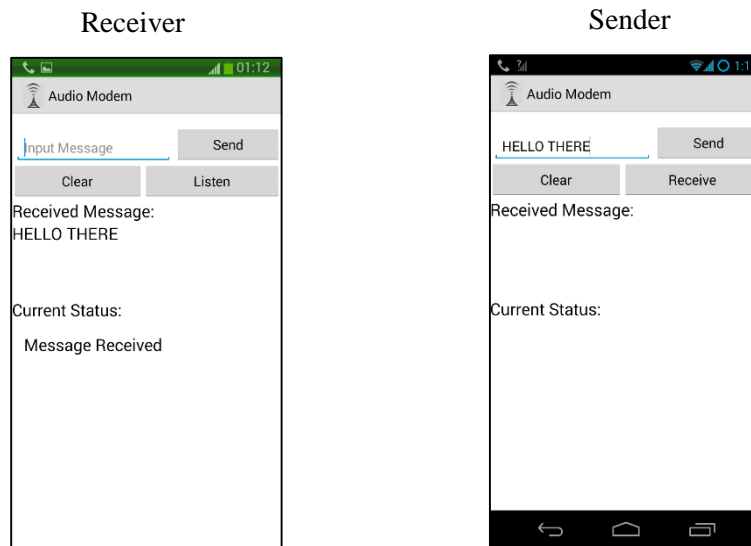 Receiver
01:12
Audio Modem
Input Message
Send
Clear
Listen
Received Message:
HELLO THERE
Current Status:
Message Received
Sender
Audio Modem
HELLO THERE
Send
Clear
Receive
Received Message:
Current Status: